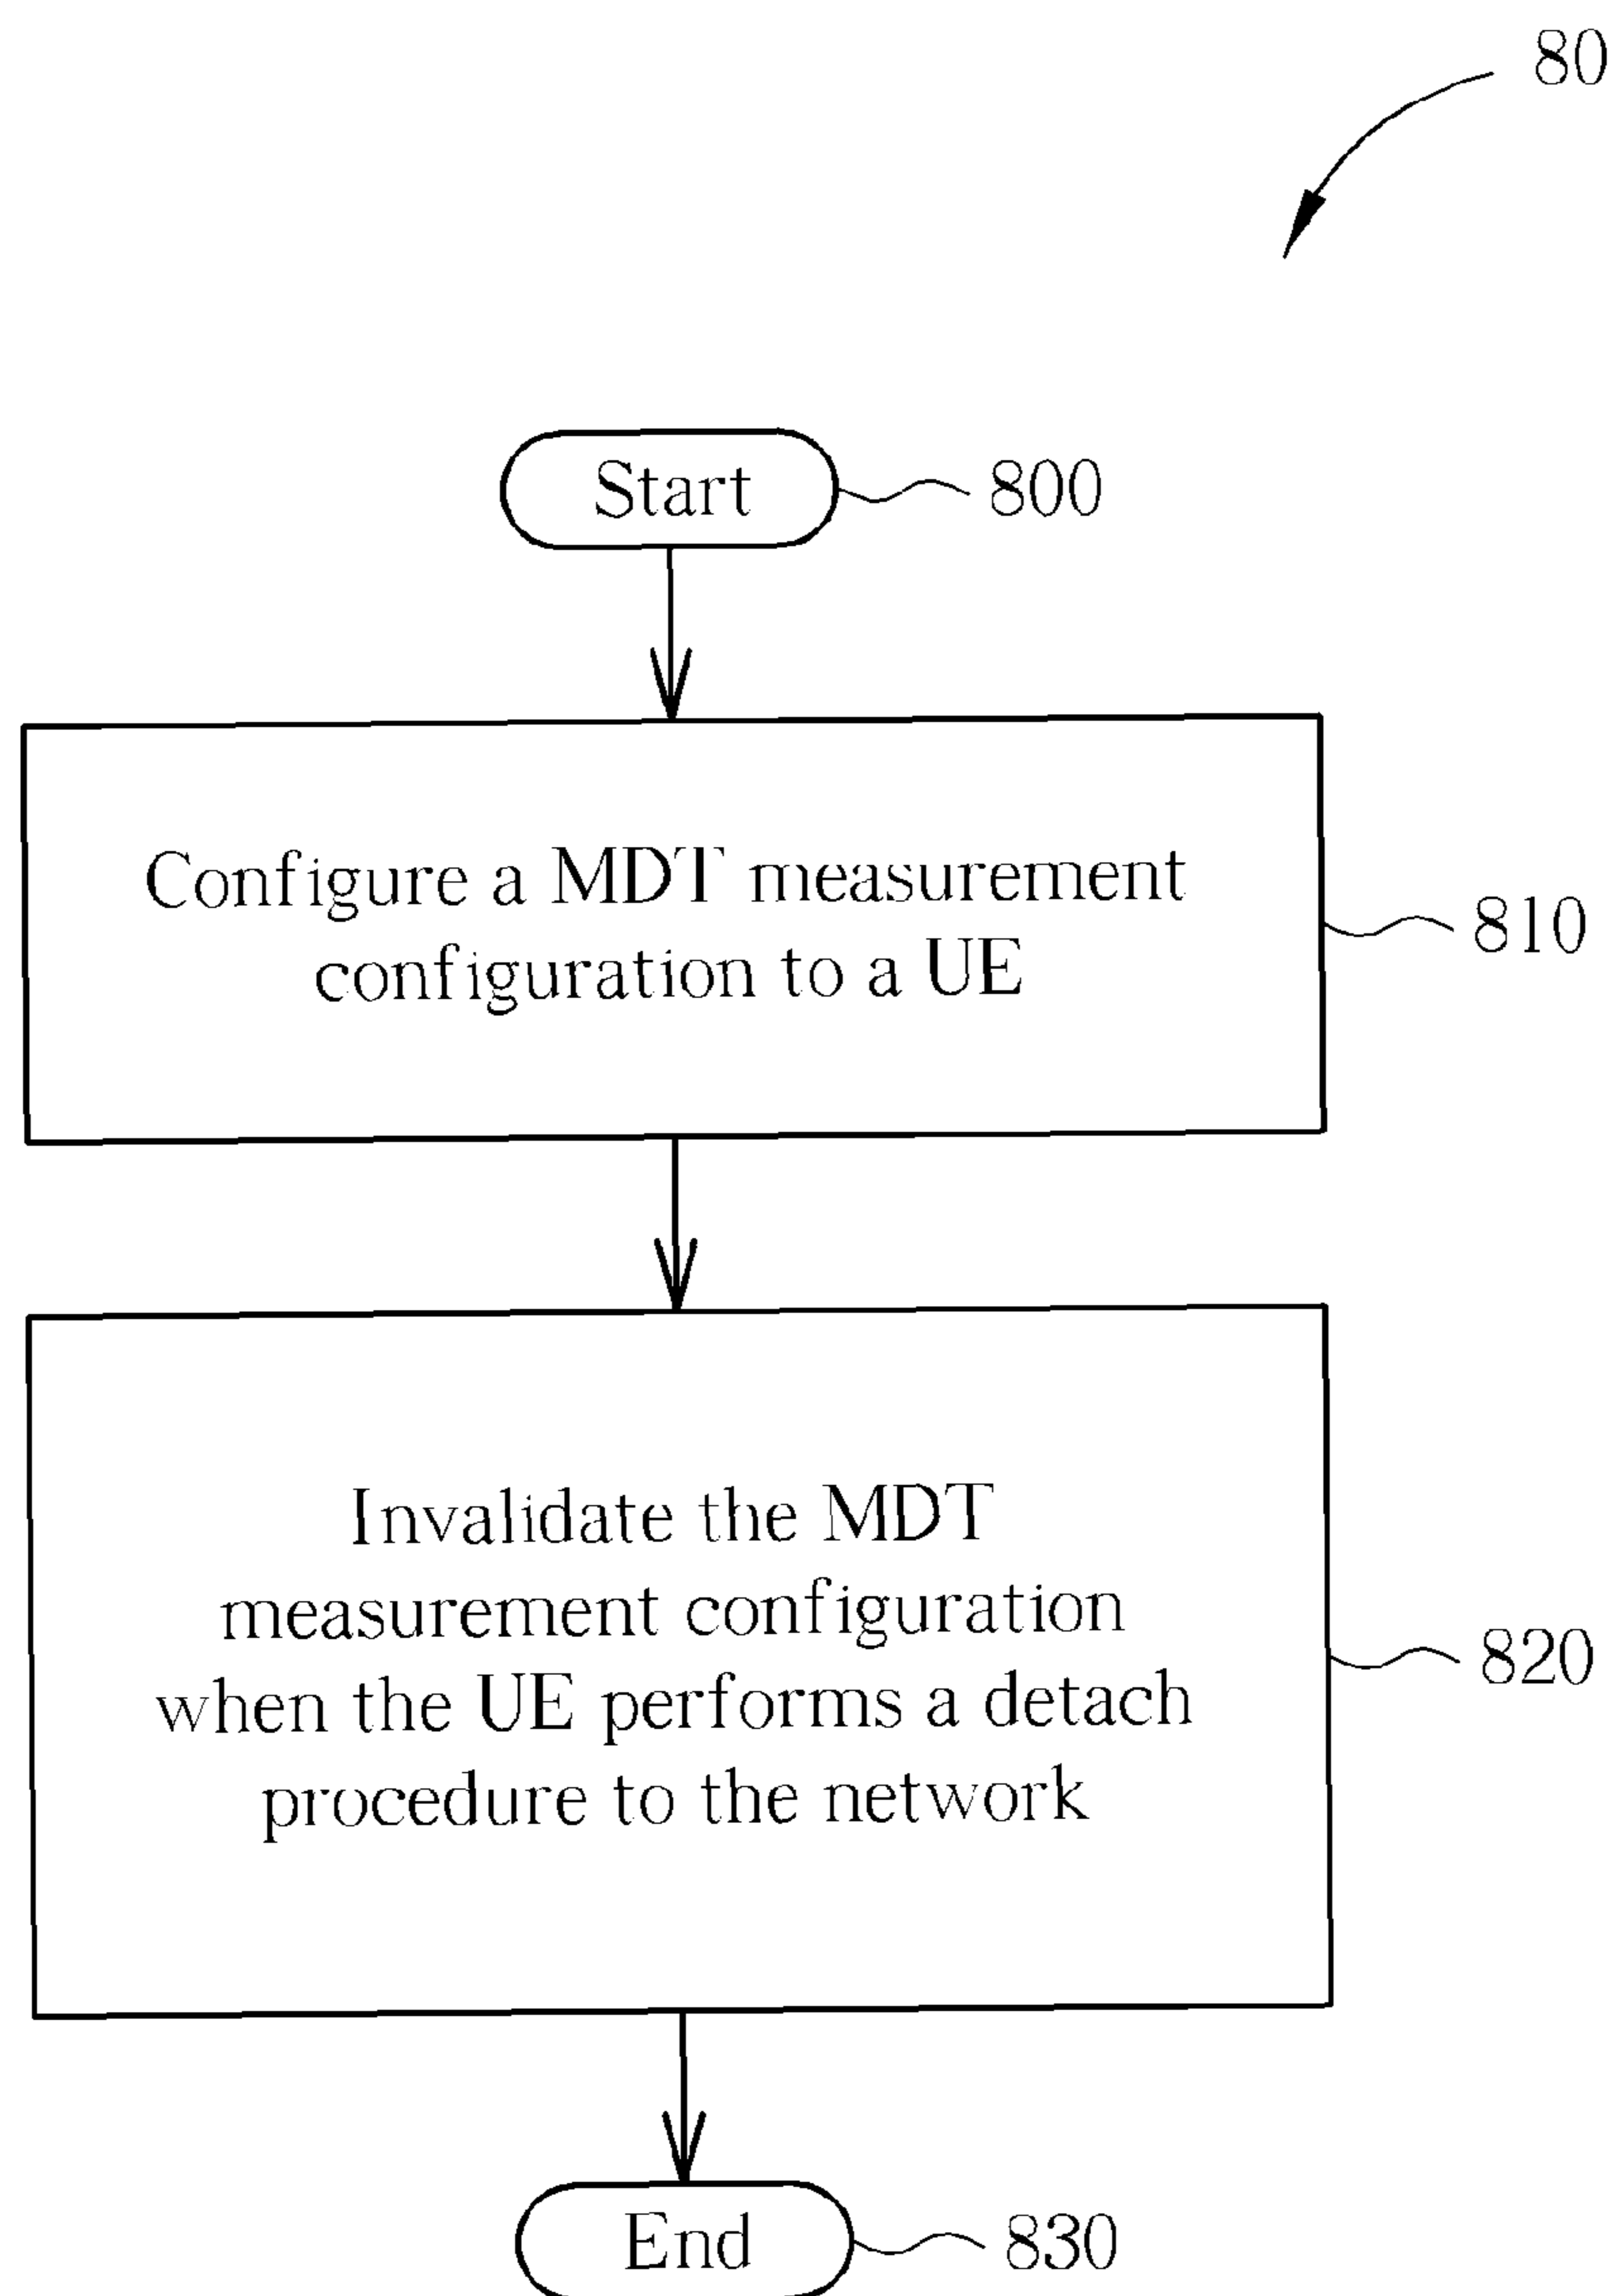 80
Start
800
Configure a MDT measurement
configuration to a UE
810
Invalidate the MDT
measurement configuration
when the UE performs a detach
procedure to the network
820
End
830